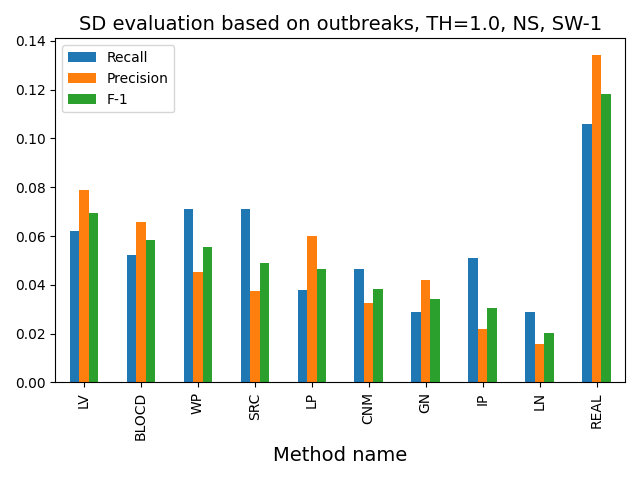 SD evaluation based on outbreaks, TH=1.0, NS, SW-1
Recall
Precision
F-1
0.14
0.12
0.10
0.08
0.06
0.04
0.02
0.00
LV
BLOCD
WP
SRC
LP
CNM
GN
IP
LN
REAL
Method name